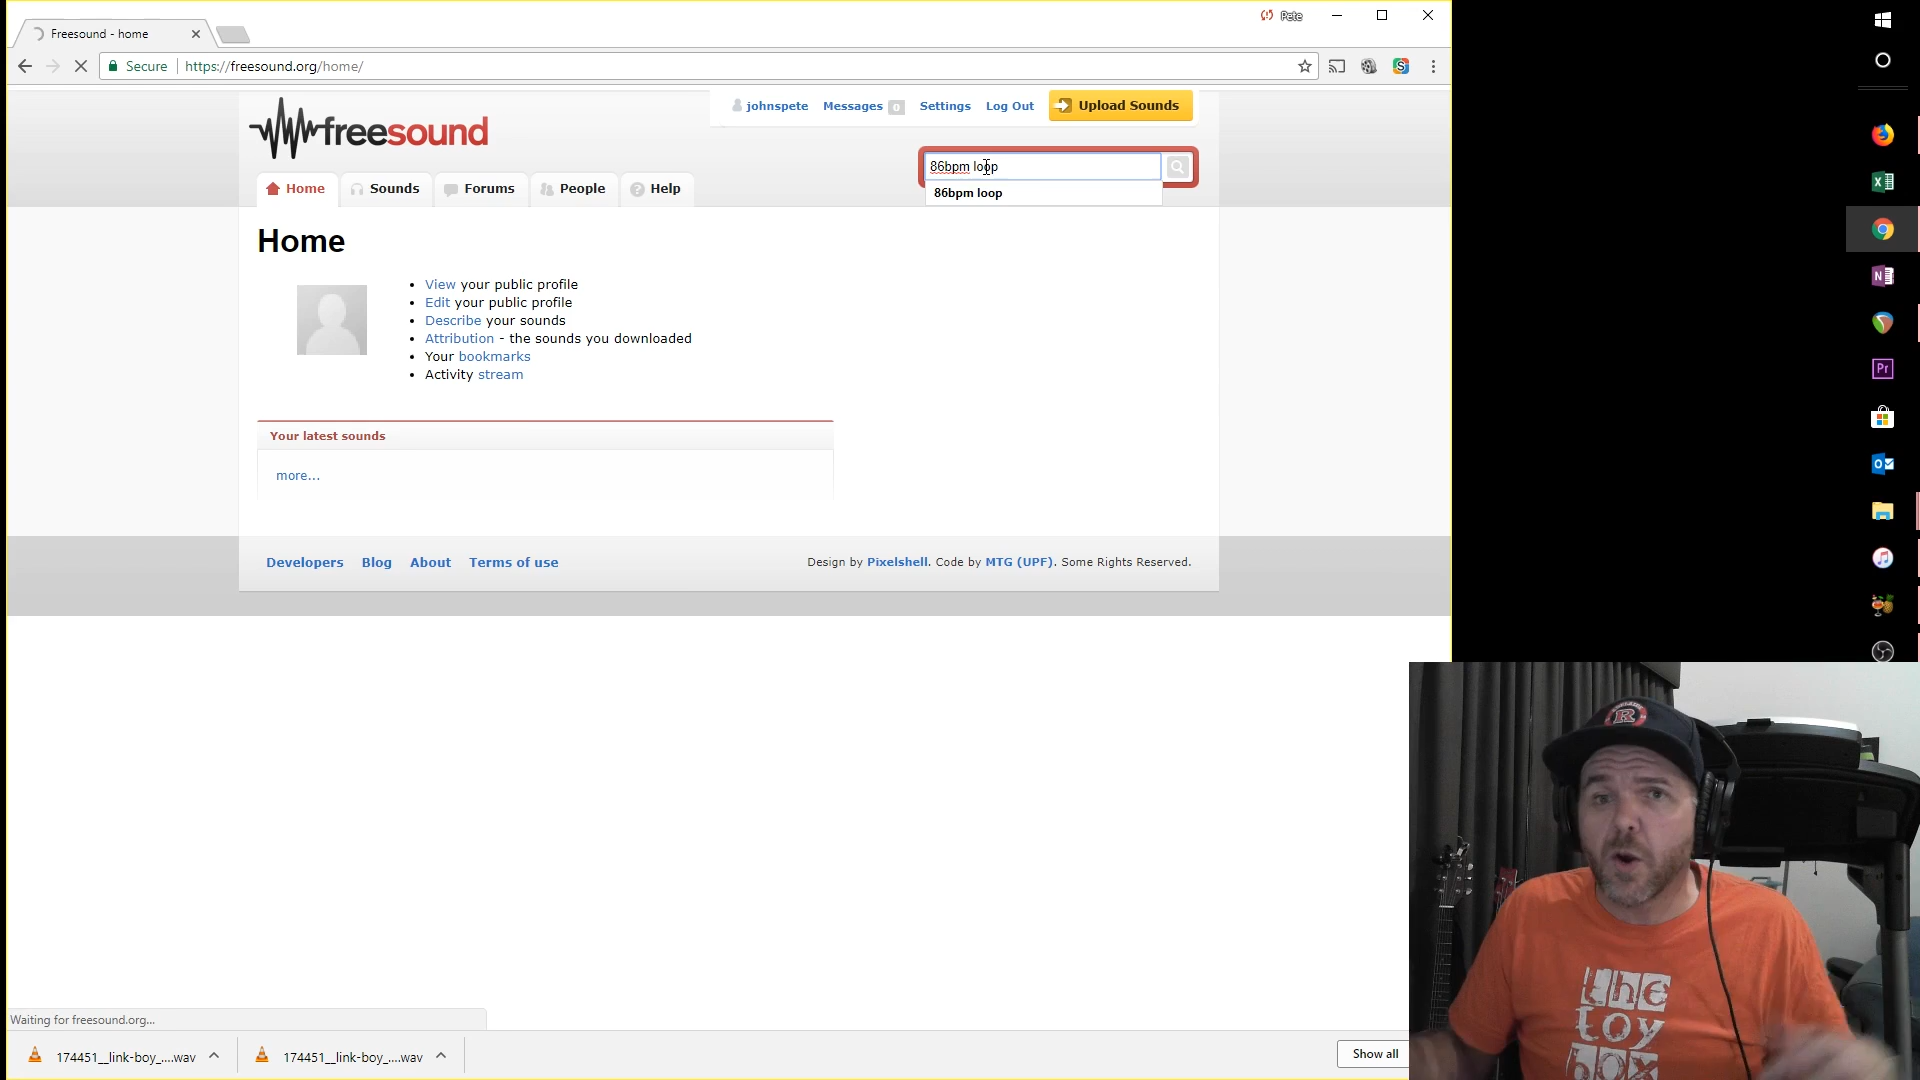 Freesound - home
Pete
Secure
https://freesound.org/home/
johnspete
Messages 0
Settings
Log Out
Upload Sounds
freesound
86bpm loop
86bpm loop
Home
Sounds
Forums
People
Help
Home
View your public profile
Edit your public profile
Describe your sounds
Attribution - the sounds you downloaded
Your bookmarks
Activity stream
Your latest sounds
more...
Developers
Blog
About
Terms of use
Design by Pixelshell. Code by MTG (UPF). Some Rights Reserved.
Waiting for freesound.org...
174451__link-boy_....wav
174451__link-boy_....wav
Show all
R
the
toy
box
S
N
Pr